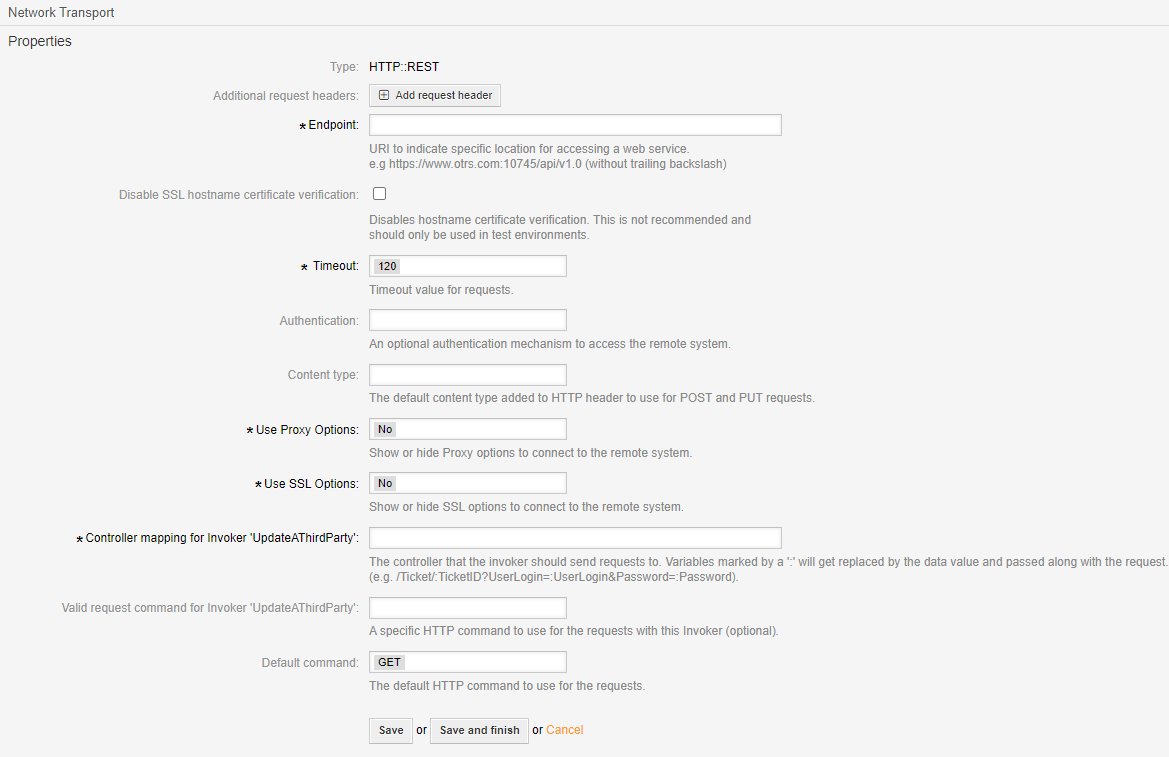 Network Transport
Properties
Type: HTTP::REST
Additional request headers: Add request header
* Endpoint:
URI to indicate specific location for accessing a web service.
e.g https://www.otrs.com:10745/api/v1.0 (without trailing backslash)
Disable SSL hostname certificate verification:
Disables hostname certificate verification. This is not recommended and
should only be used in test environments.
* Timeout: 120
Timeout value for requests.
Authentication:
An optional authentication mechanism to access the remote system.
Content type:
The default content type added to HTTP header to use for POST and PUT requests.
* Use Proxy Options: No
Show or hide Proxy options to connect to the remote system.
* Use SSL Options: No
Show or hide SSL options to connect to the remote system.
* Controller mapping for Invoker 'UpdateAThirdParty':
The controller that the invoker should send requests to. Variables marked by a ':' will get replaced by the data value and passed along with the request.
(e.g. /Ticket/:TicketID?UserLogin=:UserLogin&Password=:Password).
Valid request command for Invoker 'UpdateAThirdParty':
A specific HTTP command to use for the requests with this Invoker (optional).
Default command: GET
The default HTTP command to use for the requests.
Save or Save and finish or Cancel